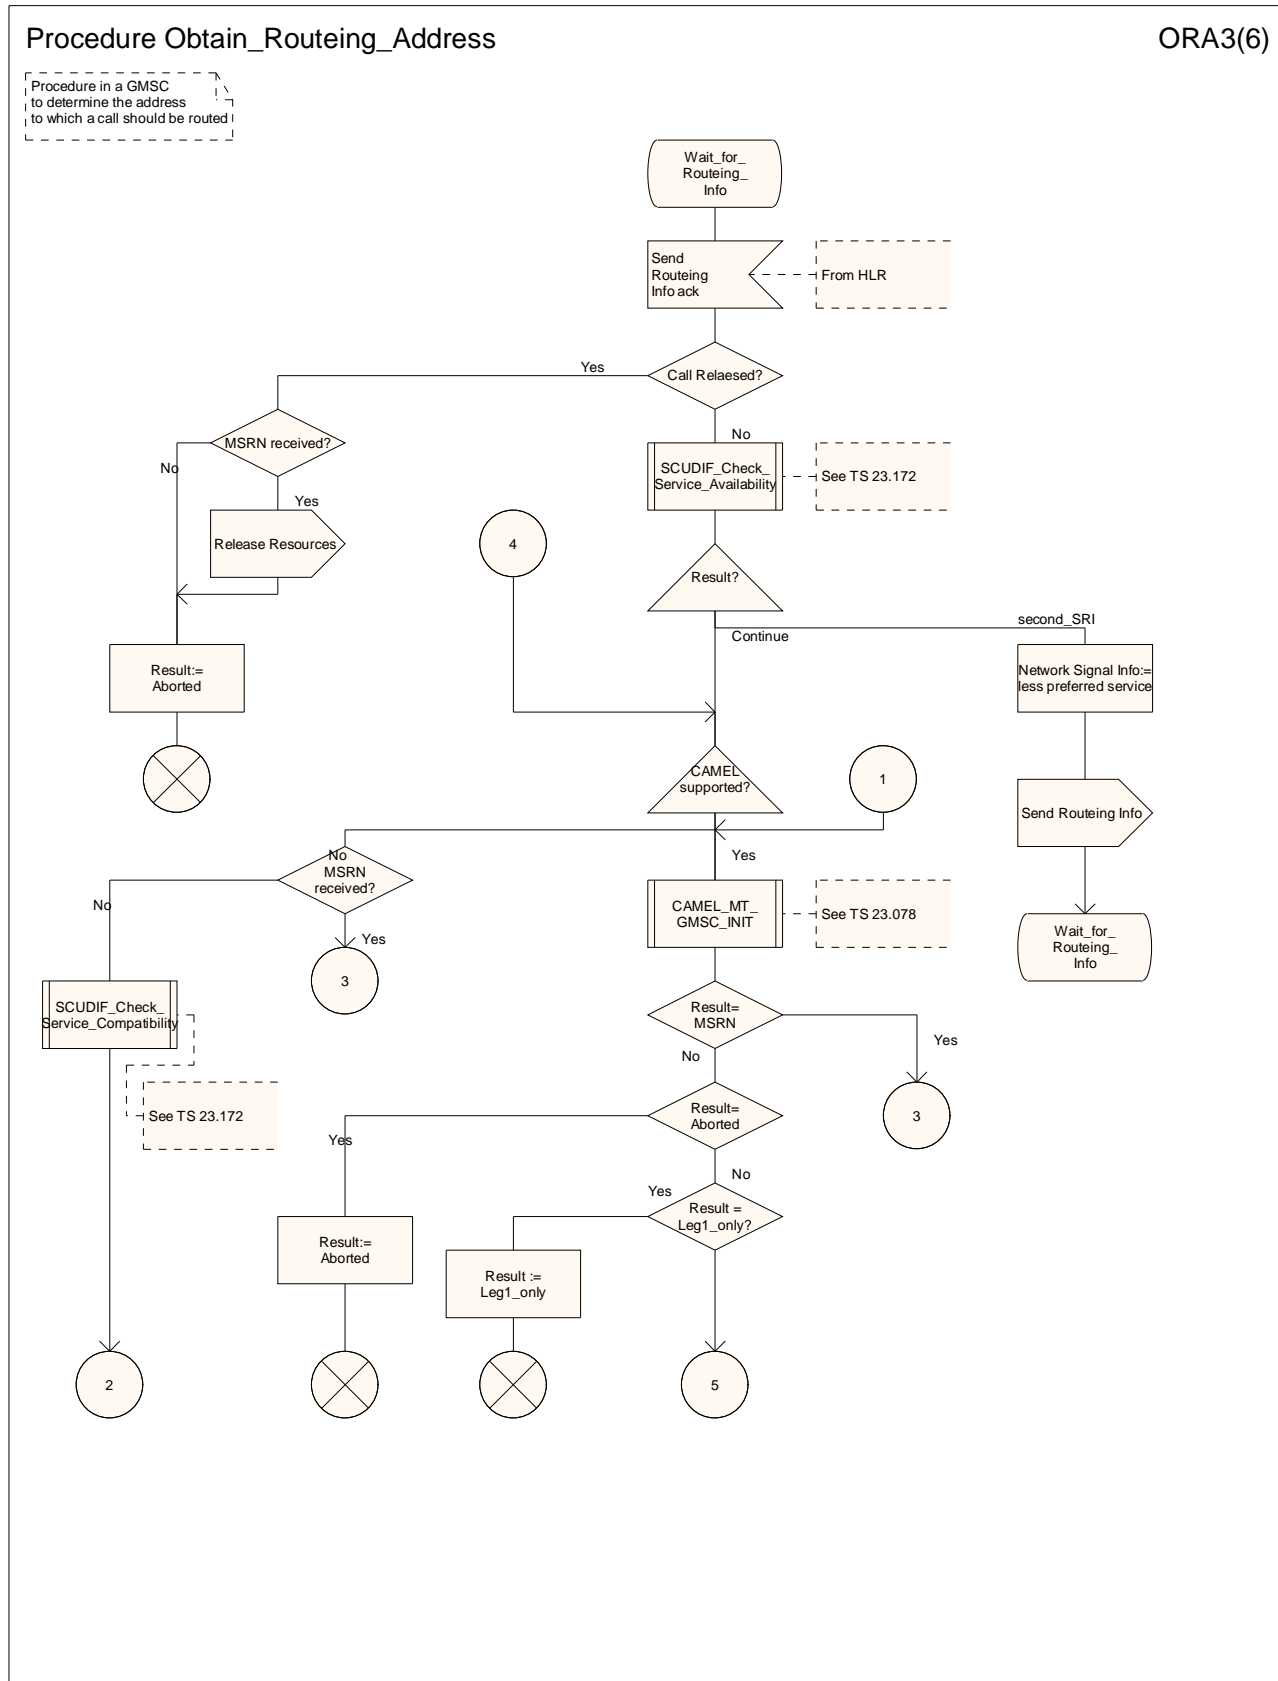 Procedure Obtain_Routeing_Address
ORA3(6)
Procedure in a GMSC
to determine the address
to which a call should be routed
Wait_for_
Routeing_
Info
Send
Routeing
Info ack
From HLR
Call Relaesed?
Yes
No
MSRN received?
No
Yes
Release Resources
Result:=
Aborted
SCUDIF_Check_
Service_Availability
See TS 23.172
4
Result?
Continue
second_SRI
Network Signal Info:=
less preferred service
Send Routeing Info
Wait_for_
Routeing_
Info
CAMEL
supported?
1
No
Yes
MSRN
received?
No
Yes
3
CAMEL_MT_
GMSC_INIT
See TS 23.078
SCUDIF_Check_
Service_Compatibility
See TS 23.172
Result=
MSRN
Yes
No
3
Result=
Aborted
Yes
No
Result =
Leg1_only?
Yes
Result:=
Aborted
Result :=
Leg1_only
2
5